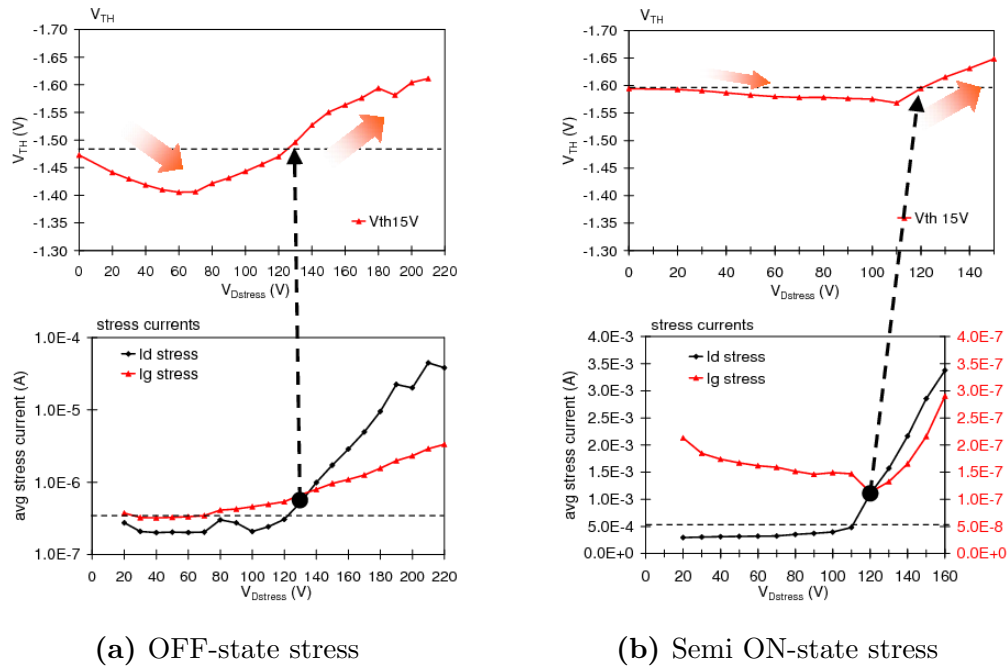 V_TH
V_TH (V)
-1.70
-1.65
-1.60
-1.55
-1.50
-1.45
-1.40
-1.35
-1.30
Vth15V
0 20 40 60 80 100 120 140 160 180 200 220
V_Dstress (V)
stress currents
avg stress current (A)
1.0E-4
1.0E-5
1.0E-6
1.0E-7
Id stress
Ig stress
0 20 40 60 80 100 120 140 160 180 200 220
V_Dstress (V)
(a) OFF-state stress
V_TH
V_TH (V)
-1.70
-1.65
-1.60
-1.55
-1.50
-1.45
-1.40
-1.35
-1.30
Vth 15V
0 20 40 60 80 100 120 140
V_Dstress (V)
stress currents
avg stress current (A)
4.0E-3
3.5E-3
3.0E-3
2.5E-3
2.0E-3
1.5E-3
1.0E-3
5.0E-4
0.0E+0
Id stress
Ig stress
4.0E-7
3.5E-7
3.0E-7
2.5E-7
2.0E-7
1.5E-7
1.0E-7
5.0E-8
0.0E+0
0 20 40 60 80 100 120 140 160
V_Dstress (V)
(b) Semi ON-state stress